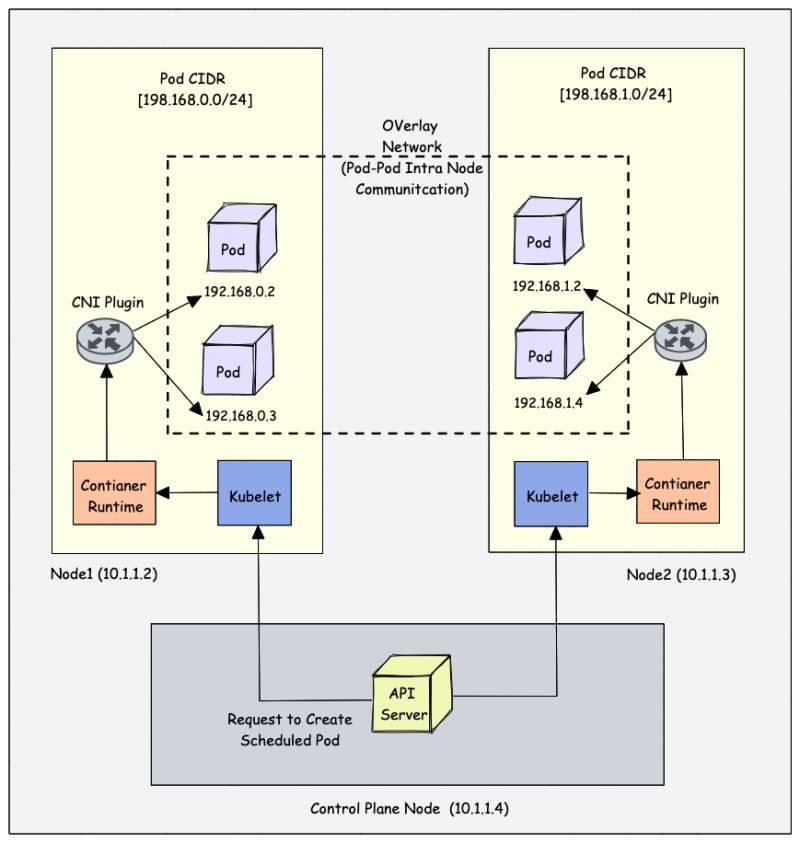 Pod CIDR
[198.168.0.0/24]
Pod CIDR
[198.168.1.0/24]
OVerlay
Network
(Pod-Pod Intra Node
Communitcation)
Pod
192.168.0.2
Pod
192.168.1.2
CNI Plugin
CNI Plugin
Pod
192.168.0.3
Pod
192.168.1.4
Contianer
Runtime
Kubelet
Kubelet
Contianer
Runtime
Node1 (10.1.1.2)
Node2 (10.1.1.3)
API
Server
Request to Create
Scheduled Pod
Control Plane Node (10.1.1.4)